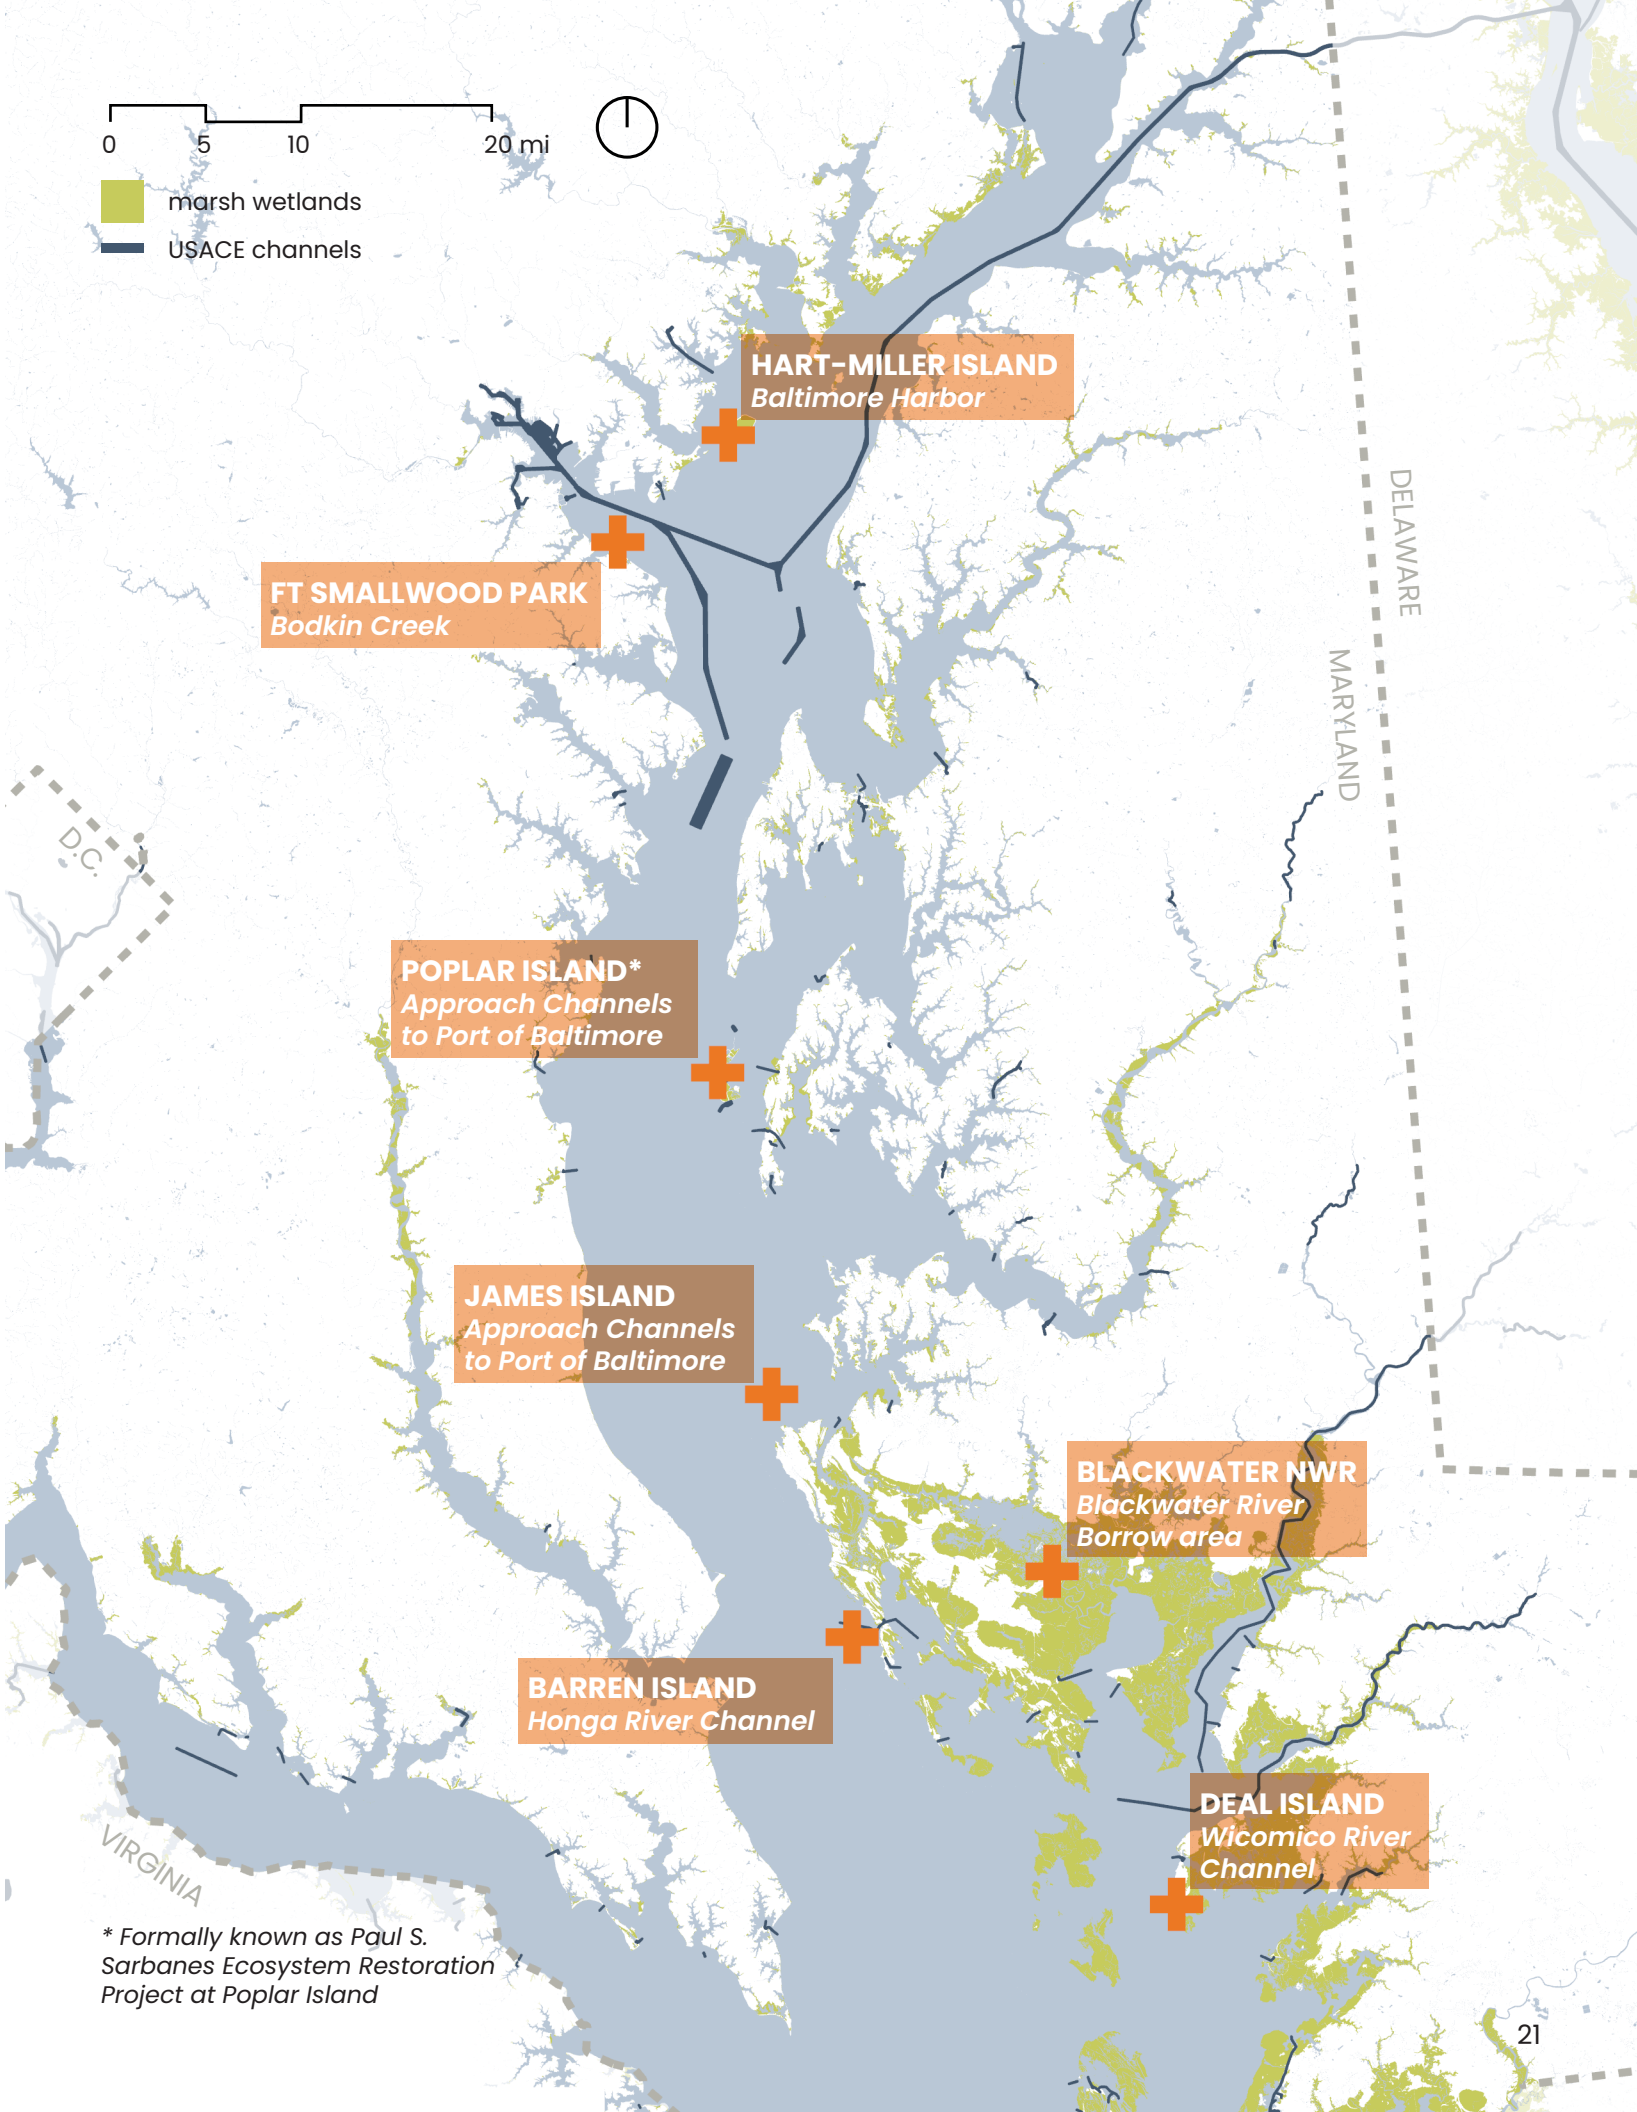 0 5 10 20 mi
marsh wetlands
USACE channels
HART-MILLER ISLAND
Baltimore Harbor
DELAWARE
FT SMALLWOOD PARK
Bodkin Creek
MARYLAND
D.C.
POPLAR ISLAND*
Approach Channels
to Port of Baltimore
JAMES ISLAND
Approach Channels
to Port of Baltimore
BLACKWATER NWR
Blackwater River
Borrow area
BARREN ISLAND
Honga River Channel
DEAL ISLAND
Wicomico River
Channel
VIRGINIA
* Formally known as Paul S.
Sarbanes Ecosystem Restoration
Project at Poplar Island
21